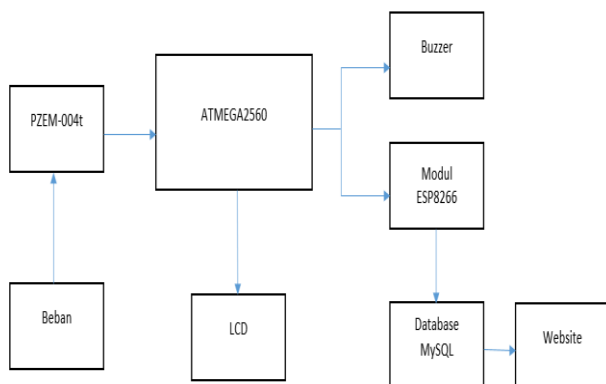 Buzzer
PZEM-004t
ATMEGA2560
Modul
ESP8266
Beban
LCD
Database
MySQL
Website